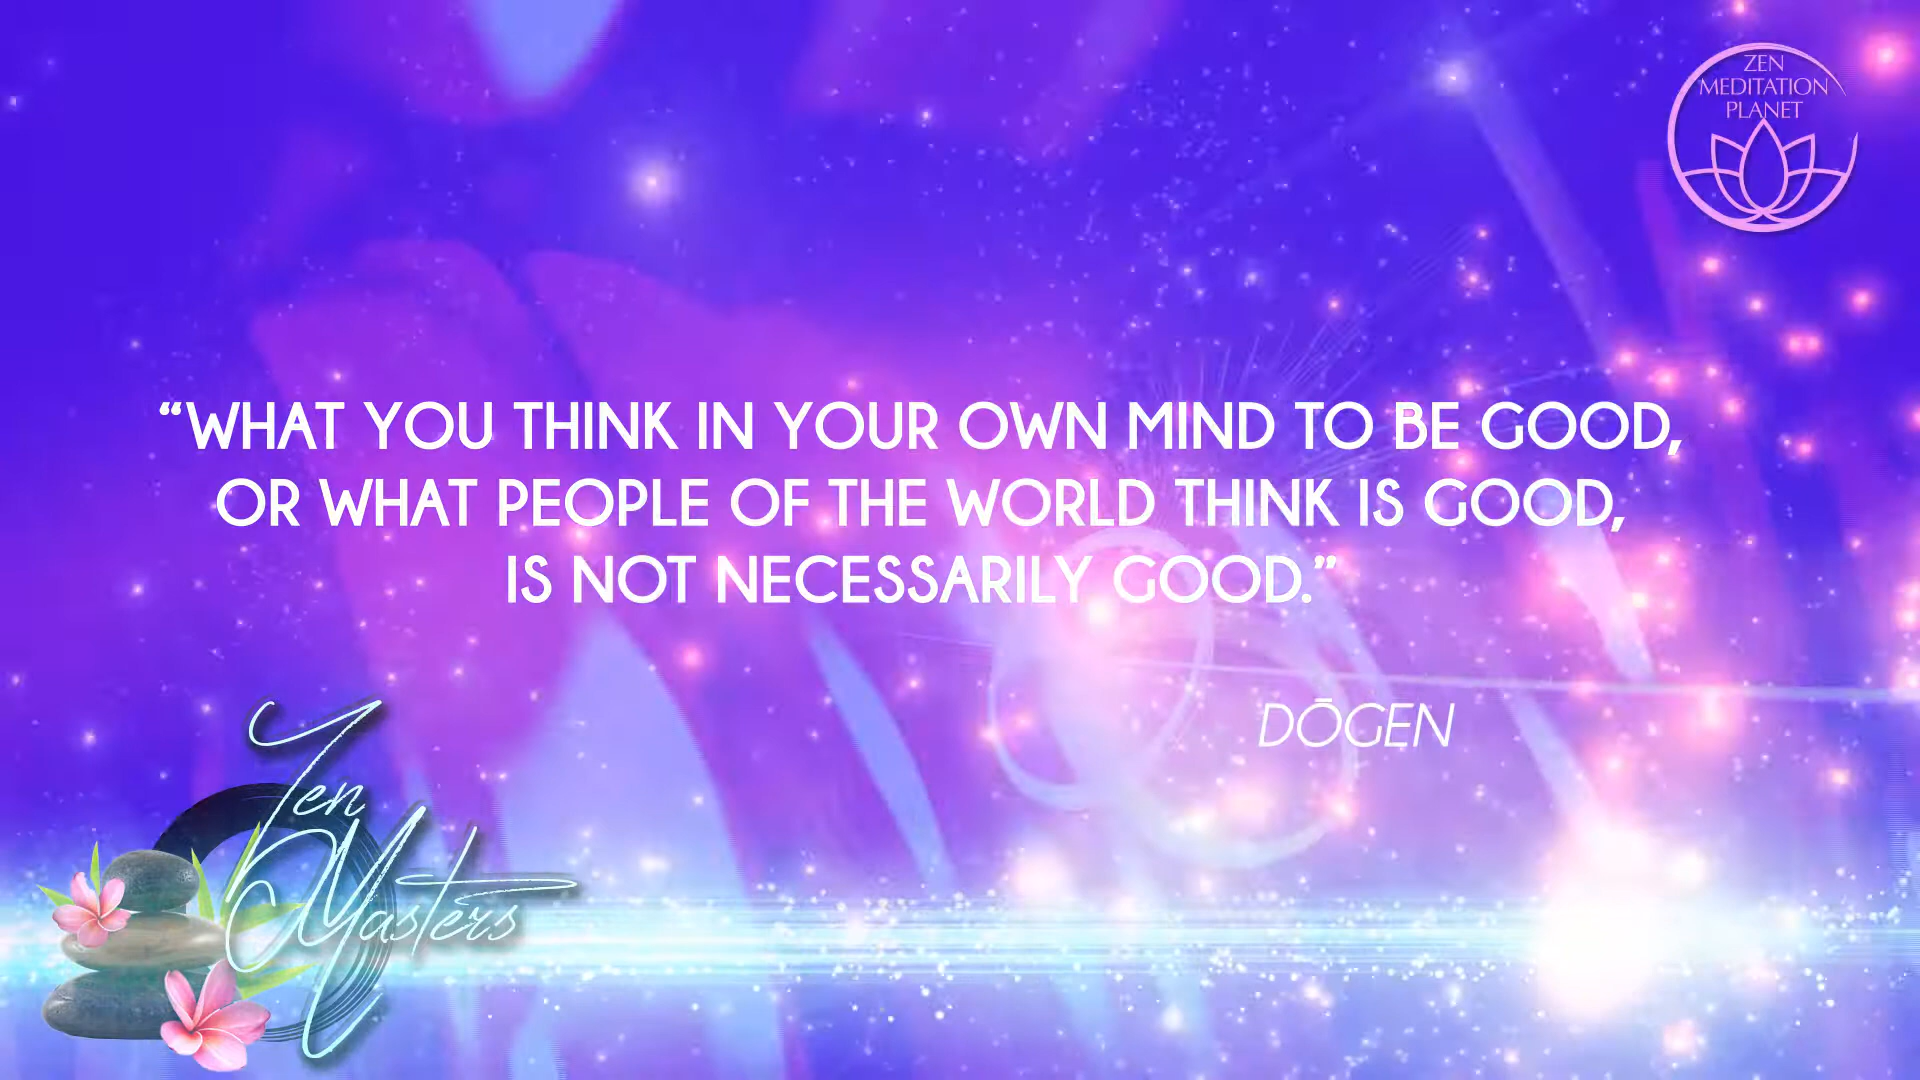 ZEN
MEDITATION
PLANET
“WHAT YOU THINK IN YOUR OWN MIND TO BE GOOD,
OR WHAT PEOPLE OF THE WORLD THINK IS GOOD,
IS NOT NECESSARILY GOOD.”
DŌGEN
Zen
Masters